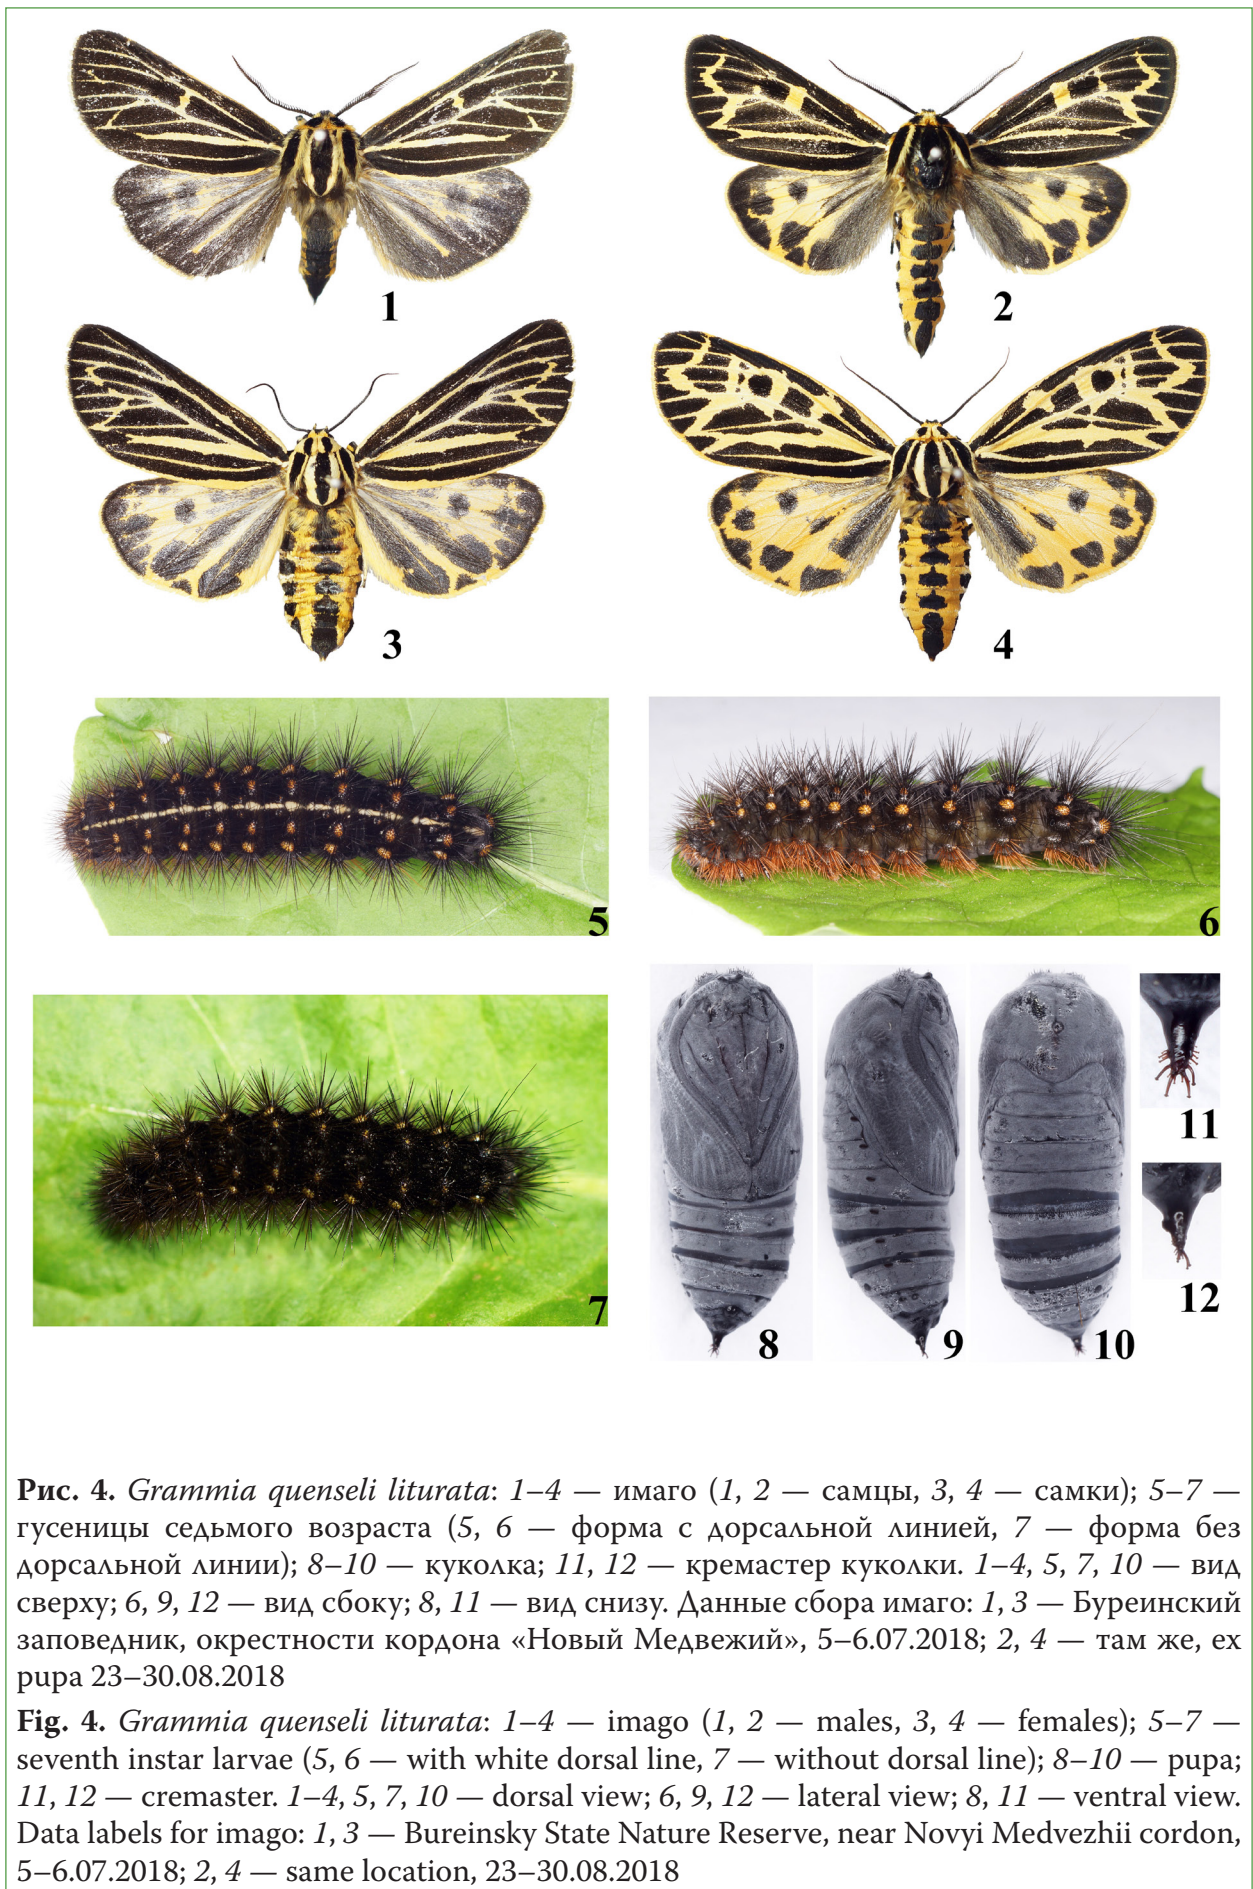 1
2
3
4
5
6
7
8
9
10
11
12
Рис. 4. Grammia quenseli liturata: 1–4 — имаго (1, 2 — самцы, 3, 4 — самки); 5–7 —
гусеницы седьмого возраста (5, 6 — форма с дорсальной линией, 7 — форма без
дорсальной линии); 8–10 — куколка; 11, 12 — кремастер куколки. 1–4, 5, 7, 10 — вид
сверху; 6, 9, 12 — вид сбоку; 8, 11 — вид снизу. Данные сбора имаго: 1, 3 — Буреинский
заповедник, окрестности кордона «Новый Медвежий», 5–6.07.2018; 2, 4 — там же, ex
pupa 23–30.08.2018
Fig. 4. Grammia quenseli liturata: 1–4 — imago (1, 2 — males, 3, 4 — females); 5–7 —
seventh instar larvae (5, 6 — with white dorsal line, 7 — without dorsal line); 8–10 — pupa;
11, 12 — cremaster. 1–4, 5, 7, 10 — dorsal view; 6, 9, 12 — lateral view; 8, 11 — ventral view.
Data labels for imago: 1, 3 — Bureinsky State Nature Reserve, near Novyi Medvezhii cordon,
5–6.07.2018; 2, 4 — same location, 23–30.08.2018